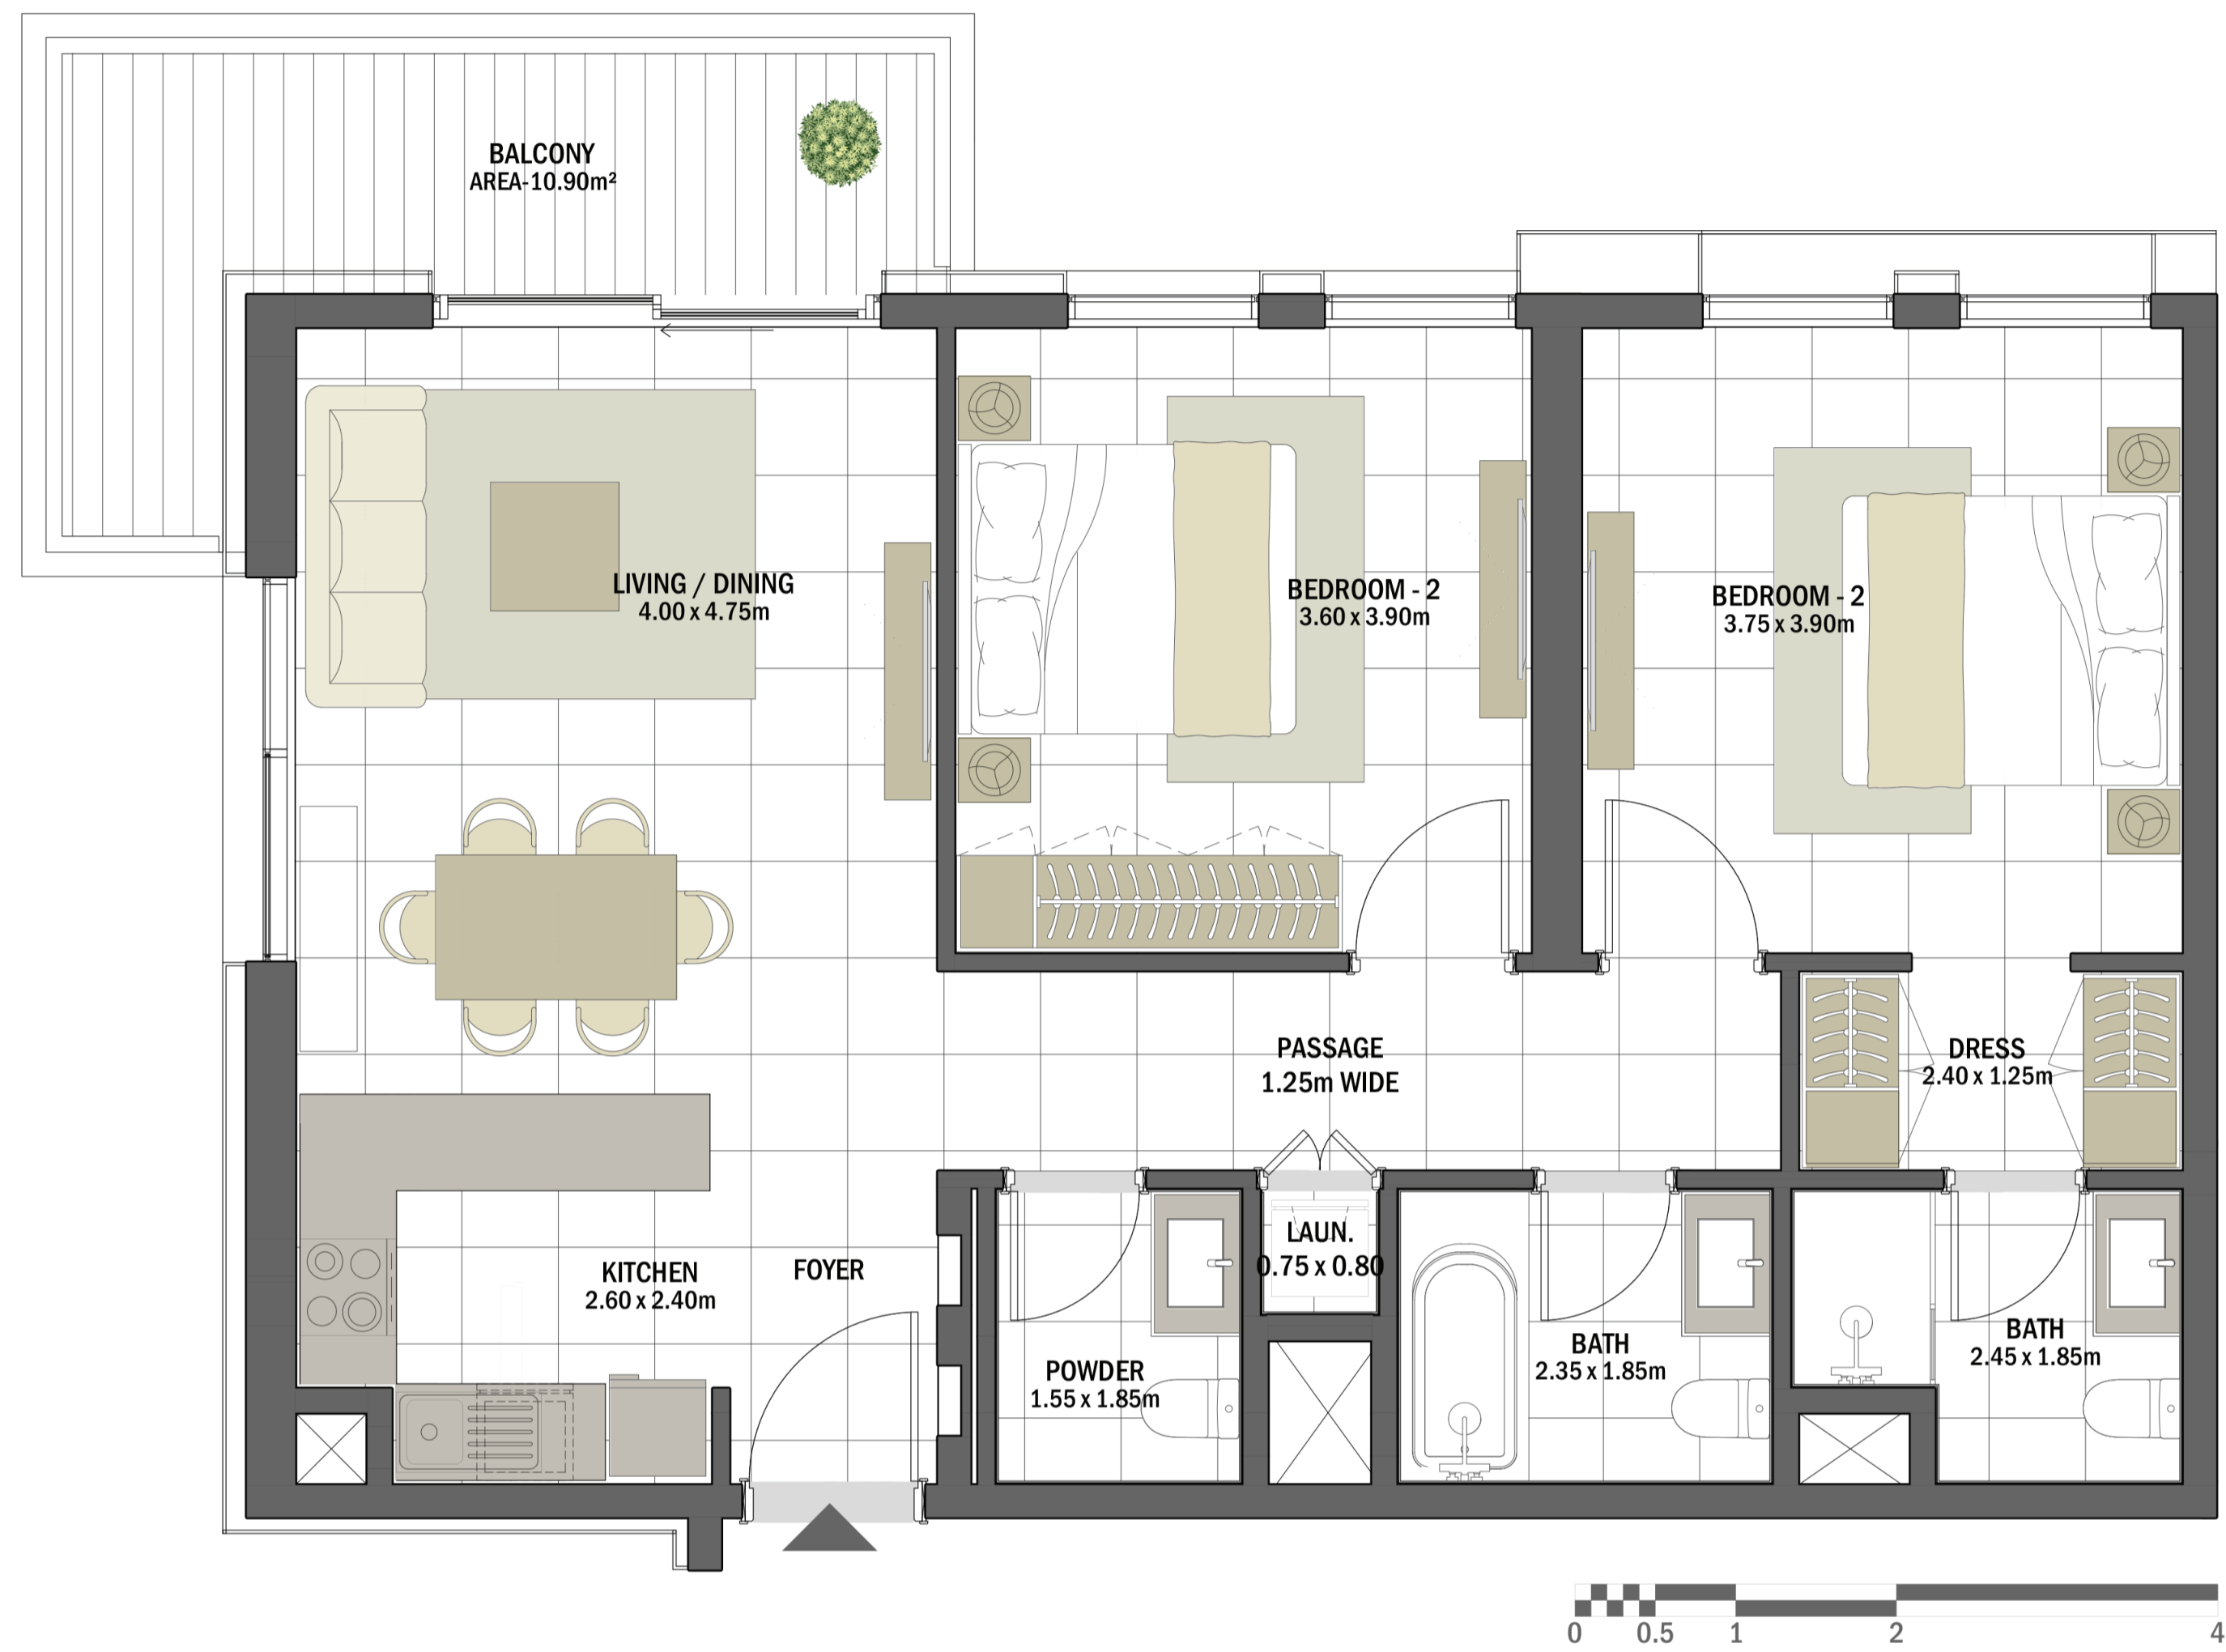 BALCONY
AREA-10.90m²
LIVING / DINING
4.00 x 4.75m
BEDROOM - 2
3.60 x 3.90m
BEDROOM - 2
3.75 x 3.90m
PASSAGE
1.25m WIDE
DRESS
2.40 x 1.25m
KITCHEN
2.60 x 2.40m
FOYER
POWDER
1.55 x 1.85m
LAUN.
0.75 x 0.80
BATH
2.35 x 1.85m
BATH
2.45 x 1.85m
0 0.5 1 2 4